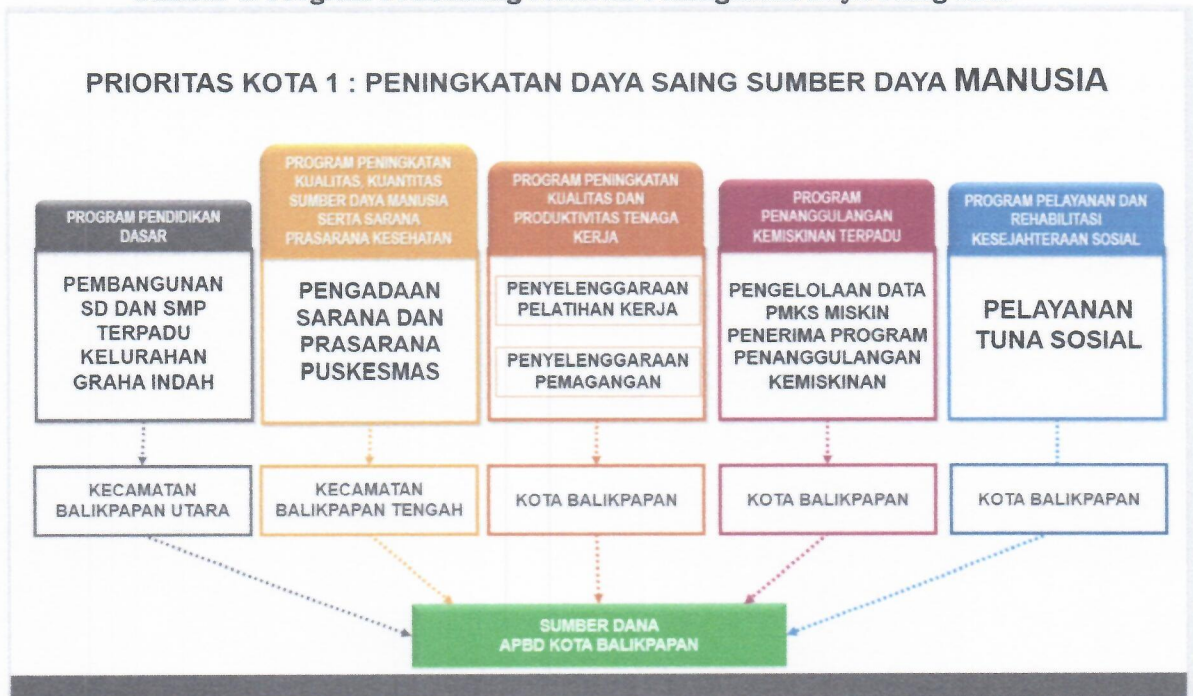 PRIORITAS KOTA 1 : PENINGKATAN DAYA SAING SUMBER DAYA MANUSIA
PROGRAM PENDIDIKAN
DASAR
PEMBANGUNAN
SD DAN SMP
TERPADU
KELURAHAN
GRAHA INDAH
KECAMATAN
BALIKPAPAN UTARA
PROGRAM PENINGKATAN
KUALITAS, KUANTITAS
SUMBER DAYA MANUSIA
SERTA SARANA
PRASARANA KESEHATAN
PENGADAAN
SARANA DAN
PRASARANA
PUSKESMAS
KECAMATAN
BALIKPAPAN TENGAH
PROGRAM PENINGKATAN
KUALITAS DAN
PRODUKTIVITAS TENAGA
KERJA
PENYELENGGARAAN
PELATIHAN KERJA
PENYELENGGARAAN
PEMAGANGAN
KOTA BALIKPAPAN
PROGRAM
PENANGGULANGAN
KEMISKINAN TERPADU
PENGELOLAAN DATA
PMKS MISKIN
PENERIMA PROGRAM
PENANGGULANGAN
KEMISKINAN
KOTA BALIKPAPAN
PROGRAM PELAYANAN DAN
REHABILITASI
KESEJAHTERAAN SOSIAL
PELAYANAN
TUNA SOSIAL
KOTA BALIKPAPAN
SUMBER DANA
APBD KOTA BALIKPAPAN